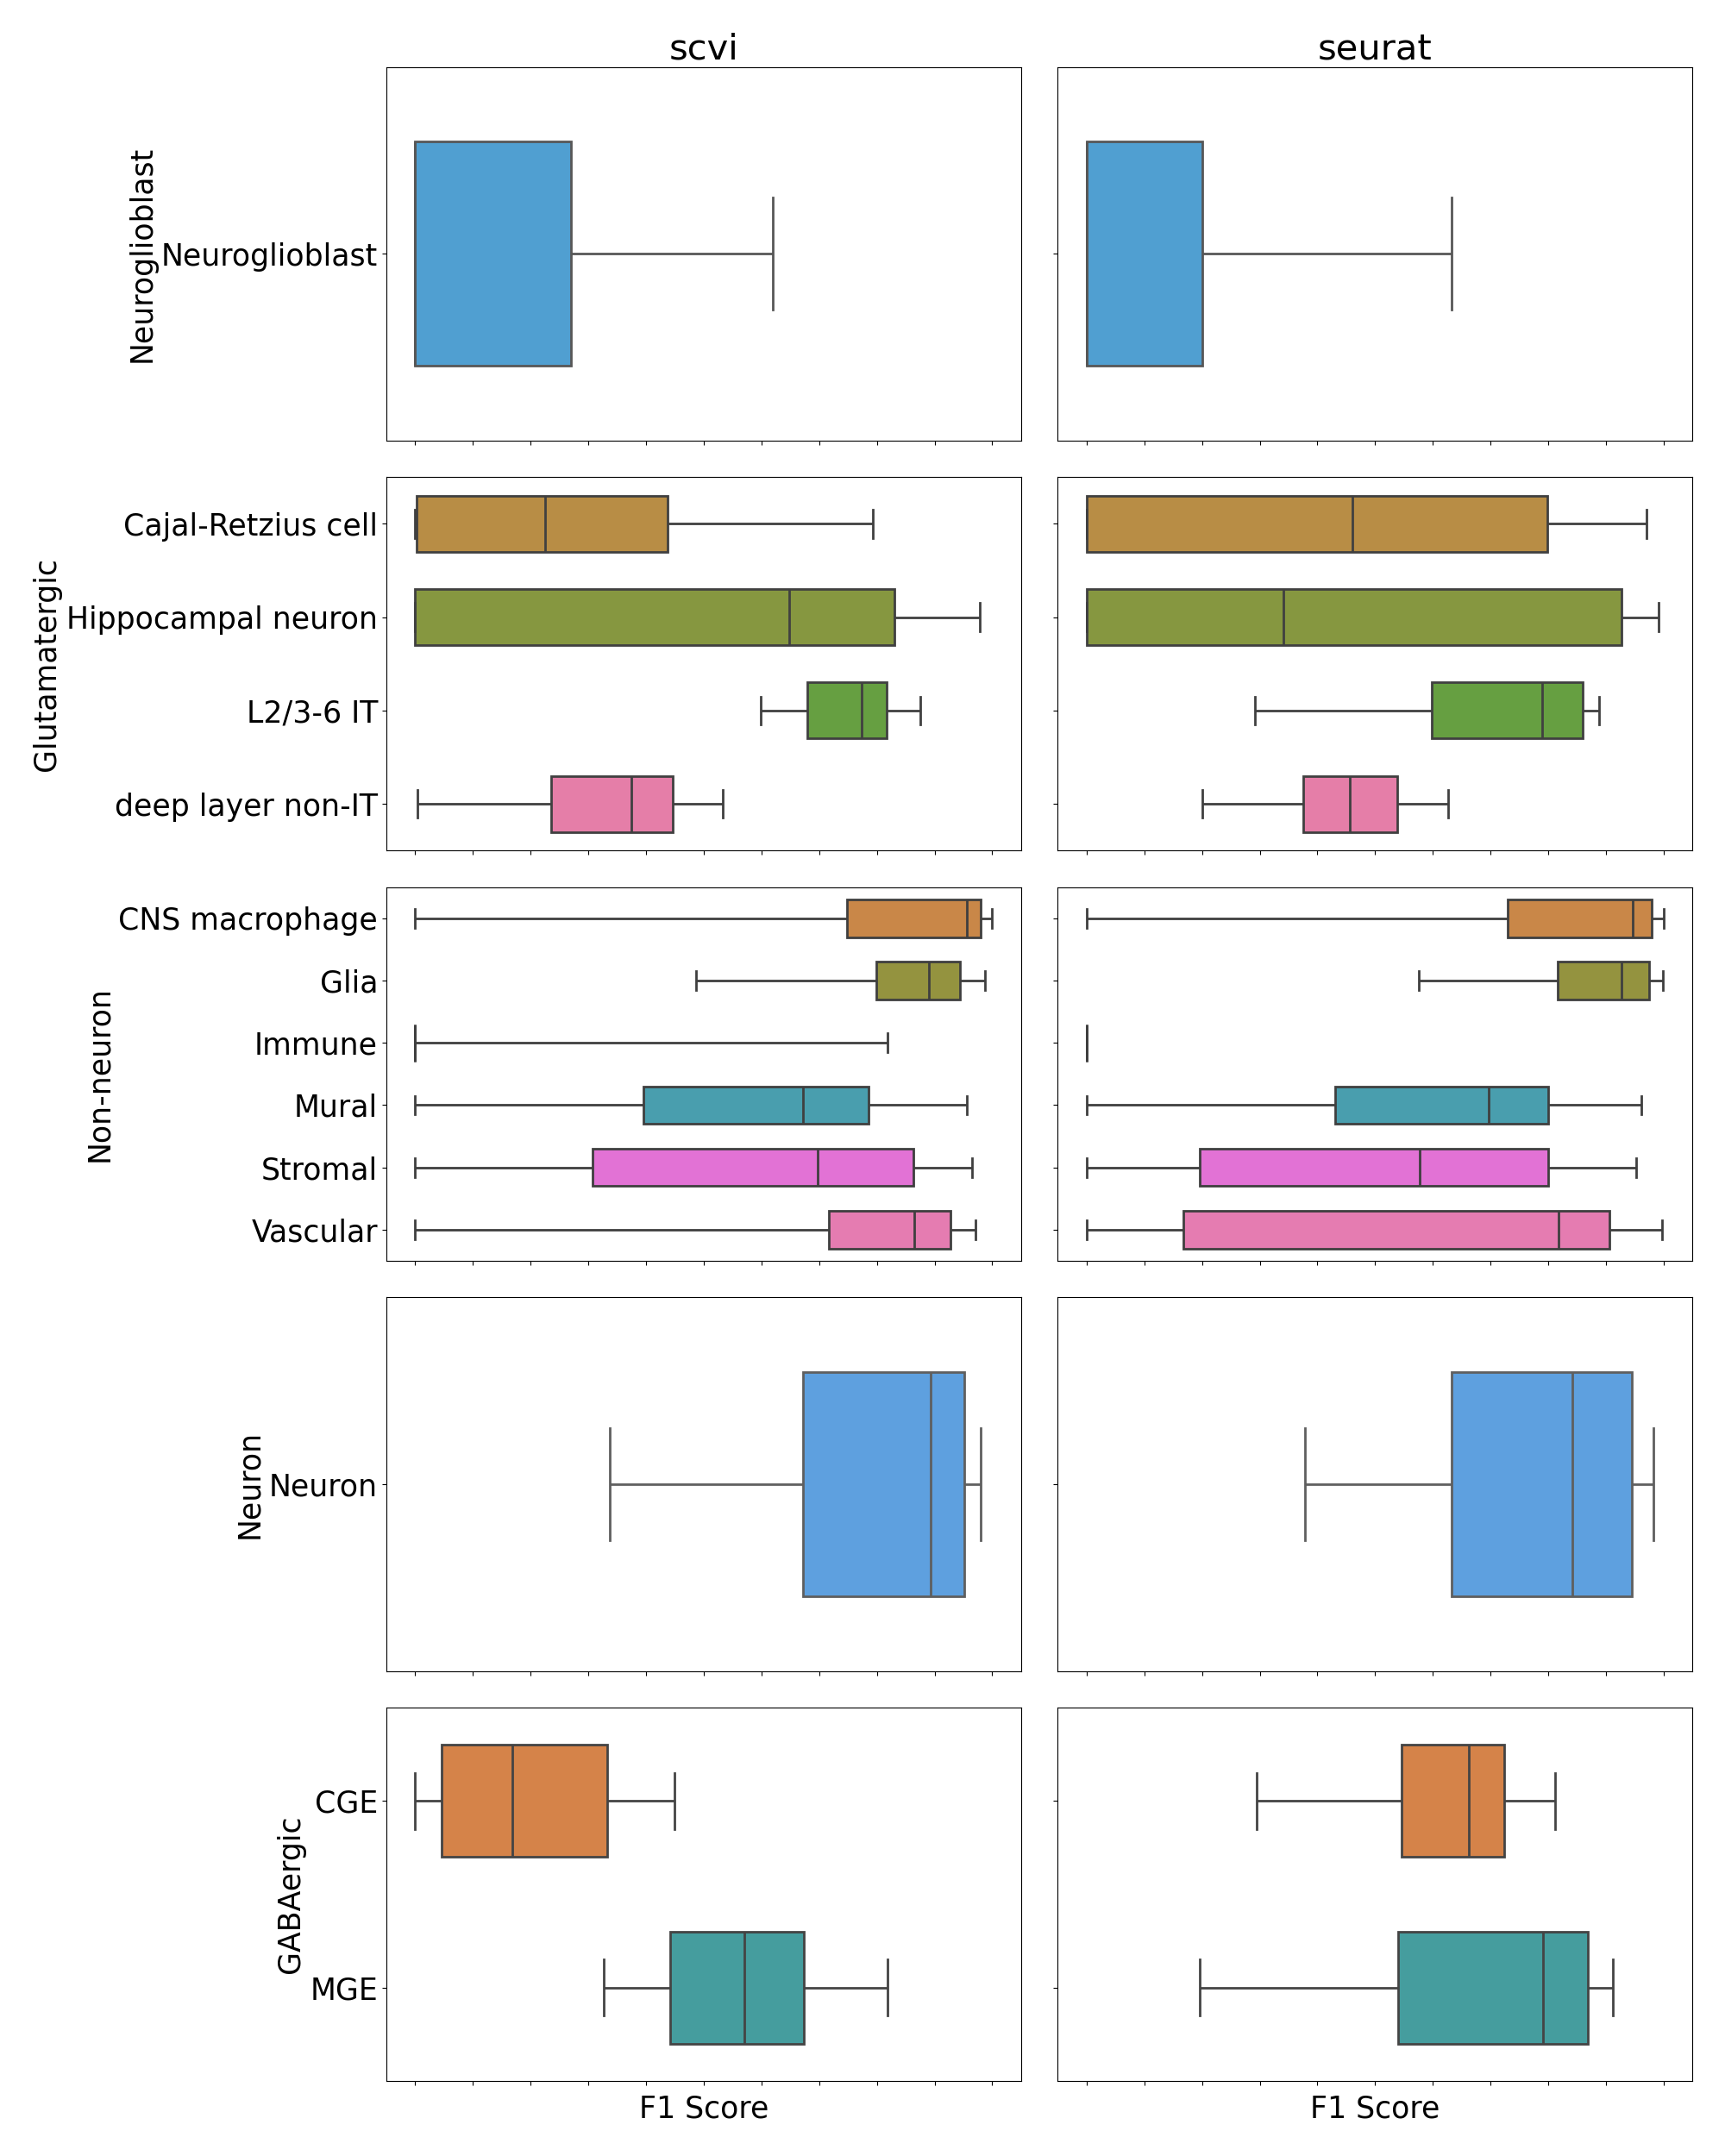 scvi
seurat
Neuroglioblast
Neuroglioblast
Glutamatergic
Cajal-Retzius cell
Hippocampal neuron
L2/3-6 IT
deep layer non-IT
Non-neuron
CNS macrophage
Glia
Immune
Mural
Stromal
Vascular
Neuron
Neuron
GABAergic
CGE
MGE
F1 Score
F1 Score